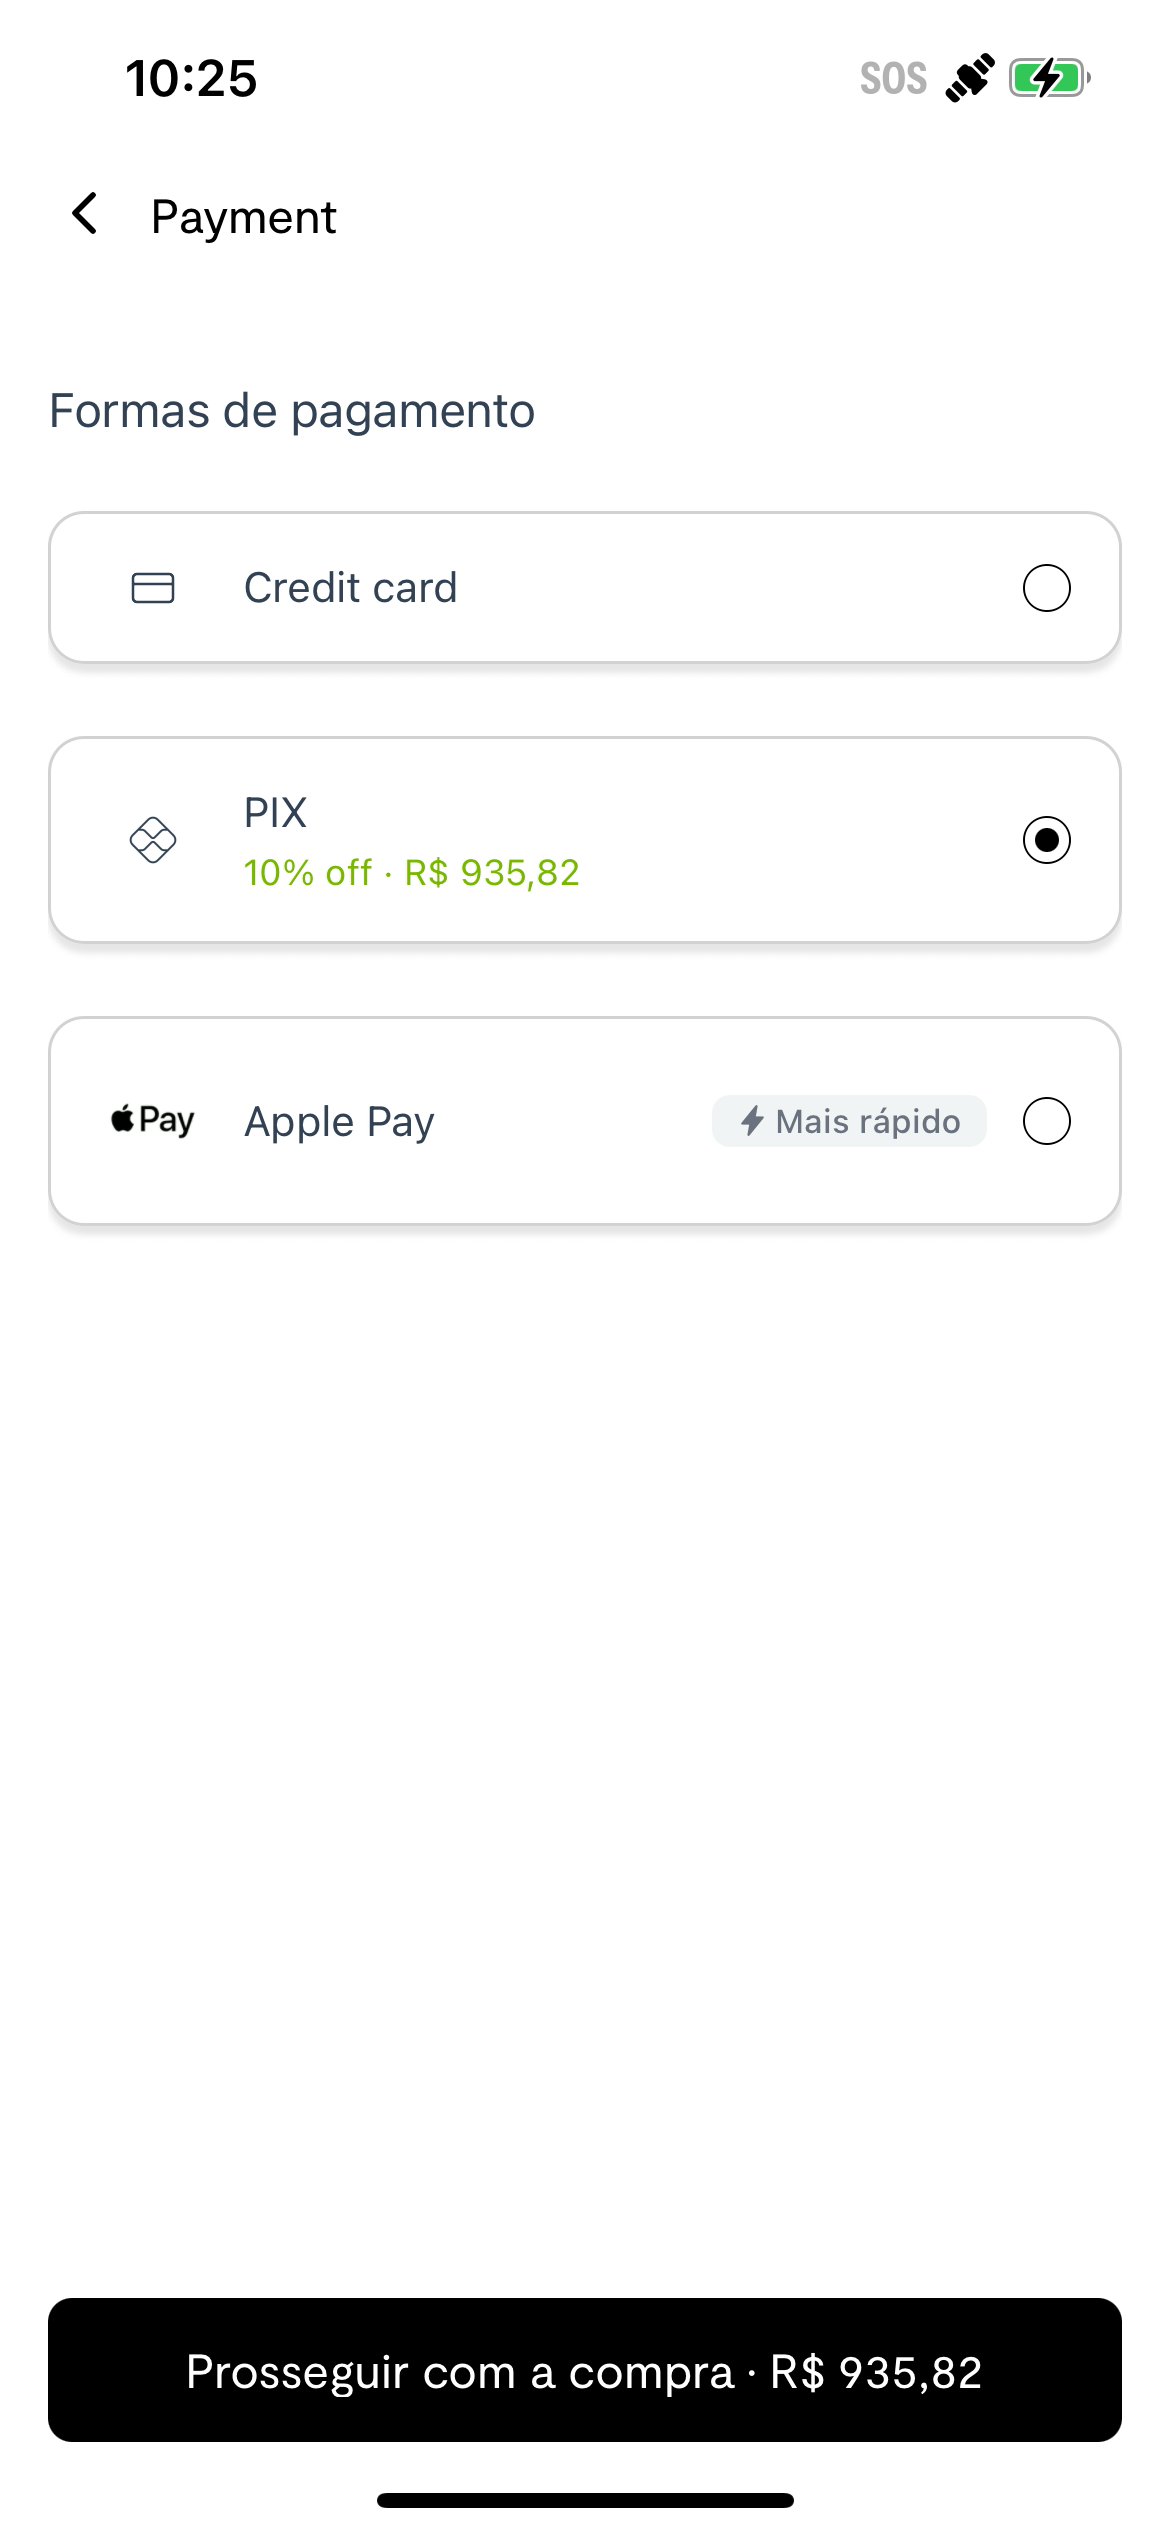 10:25 SOS
Payment
Formas de pagamento
Credit card
PIX
10% off · R$ 935,82
Pay Apple Pay Mais rápido
Prosseguir com a compra · R$ 935,82